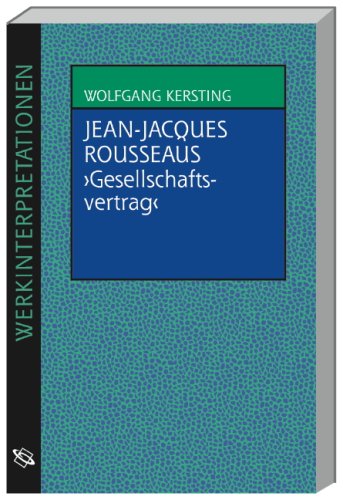 WERKINTERPRETATIONEN
WOLFGANG KERSTING
JEAN-JACQUES
ROUSSEAUS
›Gesellschafts-
vertrag‹